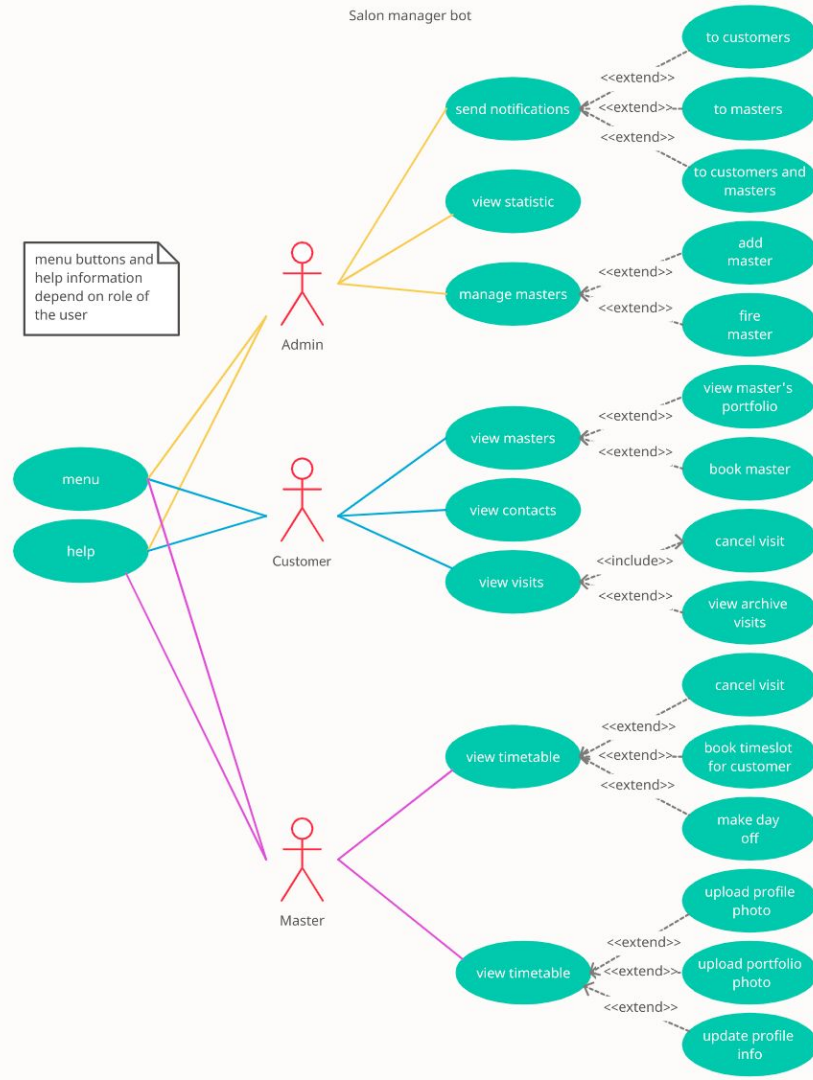 Salon manager bot
to customers
<<extend>>
send notifications
<<extend>>
to masters
<<extend>>
to customers and
masters
view statistic
menu buttons and
help information
depend on role of
the user
Admin
add
master
<<extend>>
manage masters
<<extend>>
fire
master
view master's
portfolio
<<extend>>
view masters
<<extend>>
book master
menu
help
Customer
view contacts
cancel visit
<<include>>
view visits
<<extend>>
view archive
visits
cancel visit
<<extend>>
view timetable
<<extend>>
book timeslot
for customer
<<extend>>
make day
off
Master
upload profile
photo
<<extend>>
view timetable
<<extend>>
upload portfolio
photo
<<extend>>
update profile
info